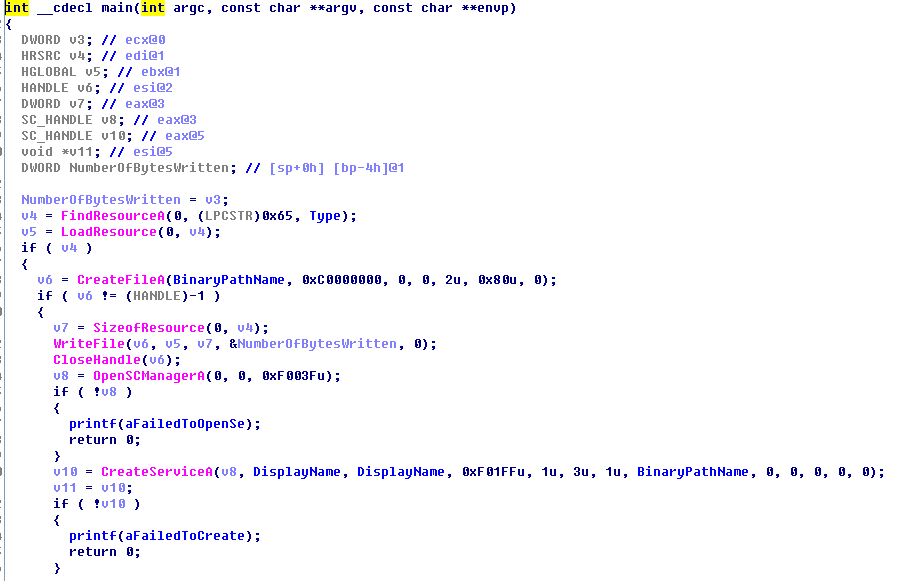 int __cdecl main(int argc, const char **argv, const char **envp)
{
  DWORD v3; // ecx@0
  HRSRC v4; // edi@1
  HGLOBAL v5; // ebx@1
  HANDLE v6; // esi@2
  DWORD v7; // eax@3
  SC_HANDLE v8; // eax@3
  SC_HANDLE v10; // eax@5
  void *v11; // esi@5
  DWORD NumberOfBytesWritten; // [sp+0h] [bp-4h]@1
  NumberOfBytesWritten = v3;
  v4 = FindResourceA(0, (LPCSTR)0x65, Type);
  v5 = LoadResource(0, v4);
  if ( v4 )
  {
    v6 = CreateFileA(BinaryPathName, 0xC0000000, 0, 0, 2u, 0x80u, 0);
    if ( v6 != (HANDLE)-1 )
    {
      v7 = SizeofResource(0, v4);
      WriteFile(v6, v5, v7, &NumberOfBytesWritten, 0);
      CloseHandle(v6);
      v8 = OpenSCManagerA(0, 0, 0xF003Fu);
      if ( !v8 )
      {
        printf(aFailedToOpenSe);
        return 0;
      }
      v10 = CreateServiceA(v8, DisplayName, DisplayName, 0xF01FFu, 1u, 3u, 1u, BinaryPathName, 0, 0, 0, 0, 0);
      v11 = v10;
      if ( !v10 )
      {
        printf(aFailedToCreate);
        return 0;
      }